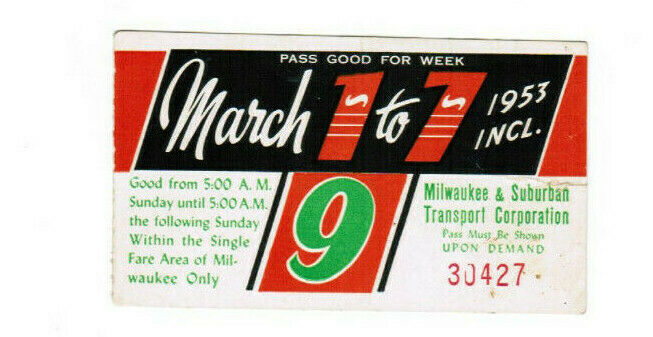 PASS GOOD FOR WEEK
March 1 to 7 1953
INCL.
Good from 5:00 A. M.
Sunday until 5:00 A.M.
the following Sunday
Within the Single
Fare Area of Mil-
waukee Only
9
Milwaukee & Suburban
Transport Corporation
Pass Must Be Shown
UPON DEMAND
30427